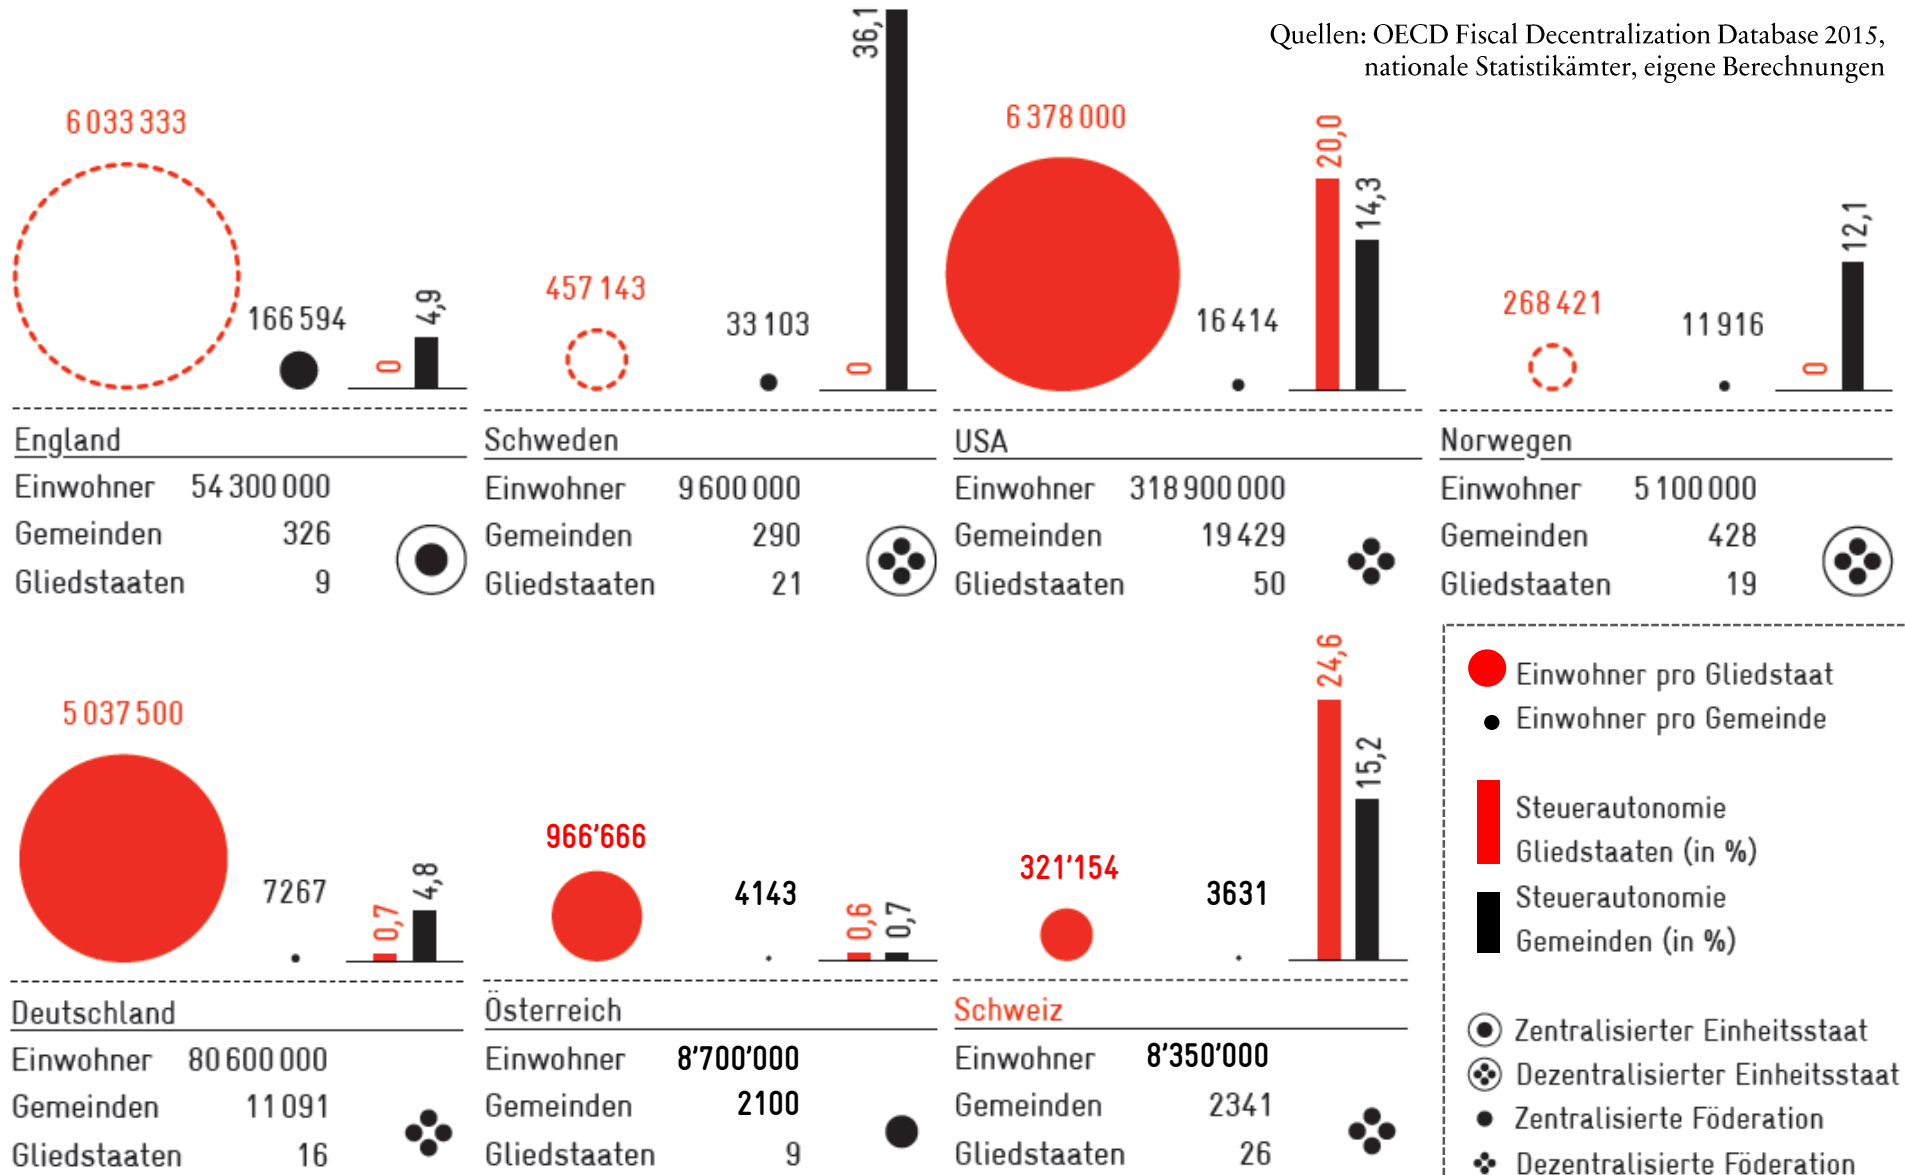 Quellen: OECD Fiscal Decentralization Database 2015,
nationale Statistikämter, eigene Berechnungen
6 033 333
166 594
0
4,9
England
Einwohner 54 300 000
Gemeinden 326
Gliedstaaten 9
457 143
33 103
0
36,1
Schweden
Einwohner 9 600 000
Gemeinden 290
Gliedstaaten 21
6 378 000
16 414
20,0
14,3
USA
Einwohner 318 900 000
Gemeinden 19 429
Gliedstaaten 50
268 421
11 916
0
12,1
Norwegen
Einwohner 5 100 000
Gemeinden 428
Gliedstaaten 19
5 037 500
7267
0,7
4,8
Deutschland
Einwohner 80 600 000
Gemeinden 11 091
Gliedstaaten 16
966'666
4143
0,6
0,7
Österreich
Einwohner 8'700'000
Gemeinden 2100
Gliedstaaten 9
321'154
3631
24,6
15,2
Schweiz
Einwohner 8'350'000
Gemeinden 2341
Gliedstaaten 26
Einwohner pro Gliedstaat
Einwohner pro Gemeinde
Steuerautonomie
Gliedstaaten (in %)
Steuerautonomie
Gemeinden (in %)
Zentralisierter Einheitsstaat
Dezentralisierter Einheitsstaat
Zentralisierte Föderation
Dezentralisierte Föderation